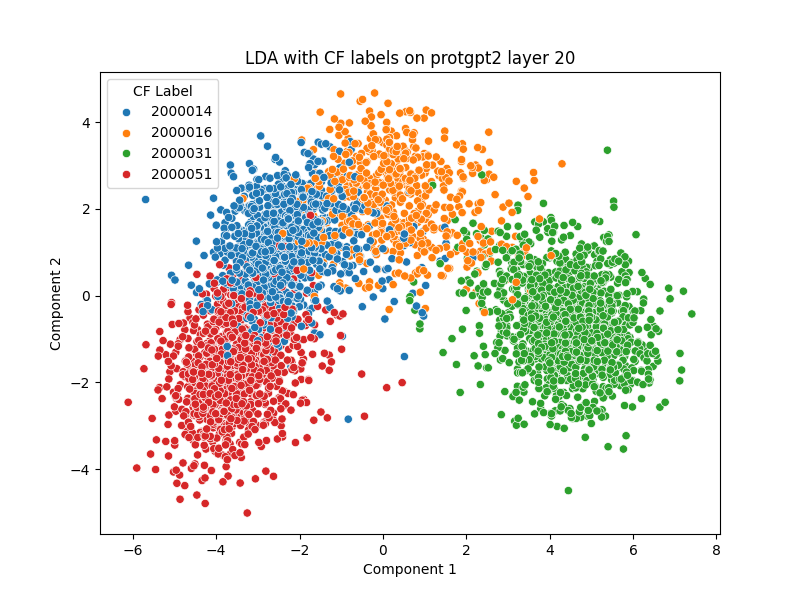 LDA with CF labels on protgpt2 layer 20
CF Label
2000014
2000016
2000031
2000051
4
2
0
−2
−4
Component 2
−6 −4 −2 0 2 4 6 8
Component 1